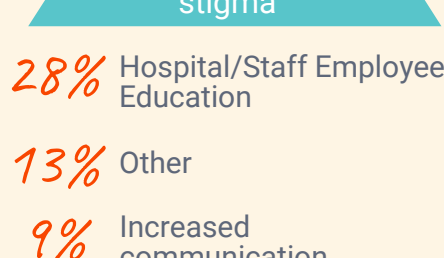 stigma
28% Hospital/Staff Employee
Education
13% Other
9% Increased
communication